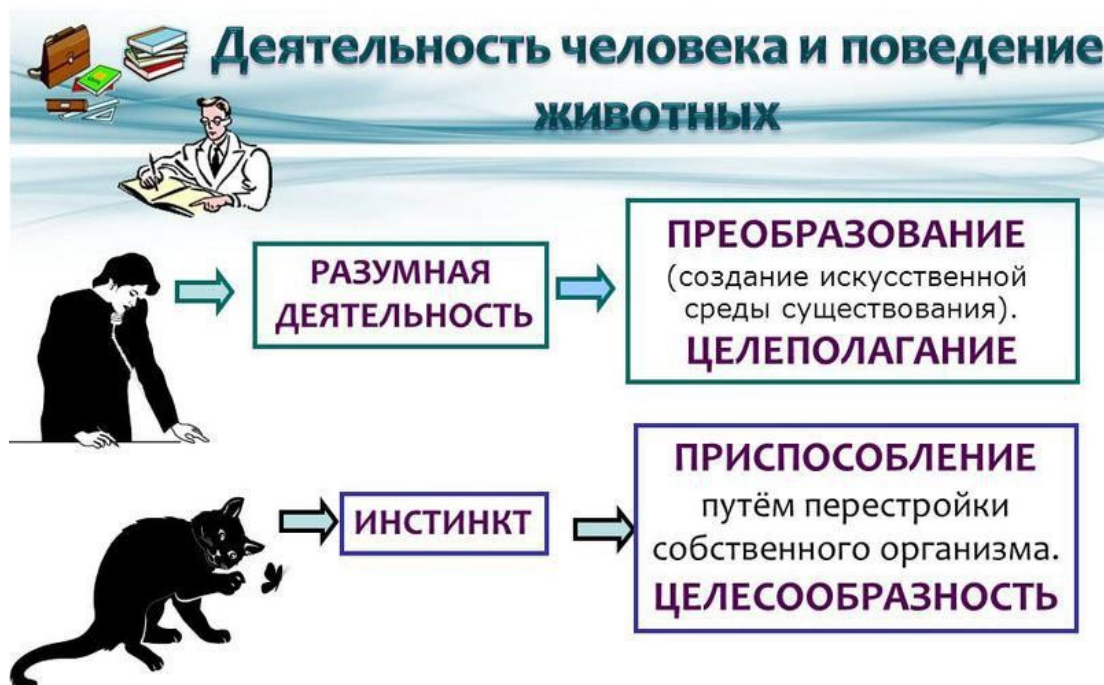 Деятельность человека и поведение
животных
РАЗУМНАЯ
ДЕЯТЕЛЬНОСТЬ
ПРЕОБРАЗОВАНИЕ
(создание искусственной
среды существования).
ЦЕЛЕПОЛАГАНИЕ
ИНСТИНКТ
ПРИСПОСОБЛЕНИЕ
путём перестройки
собственного организма.
ЦЕЛЕСООБРАЗНОСТЬ